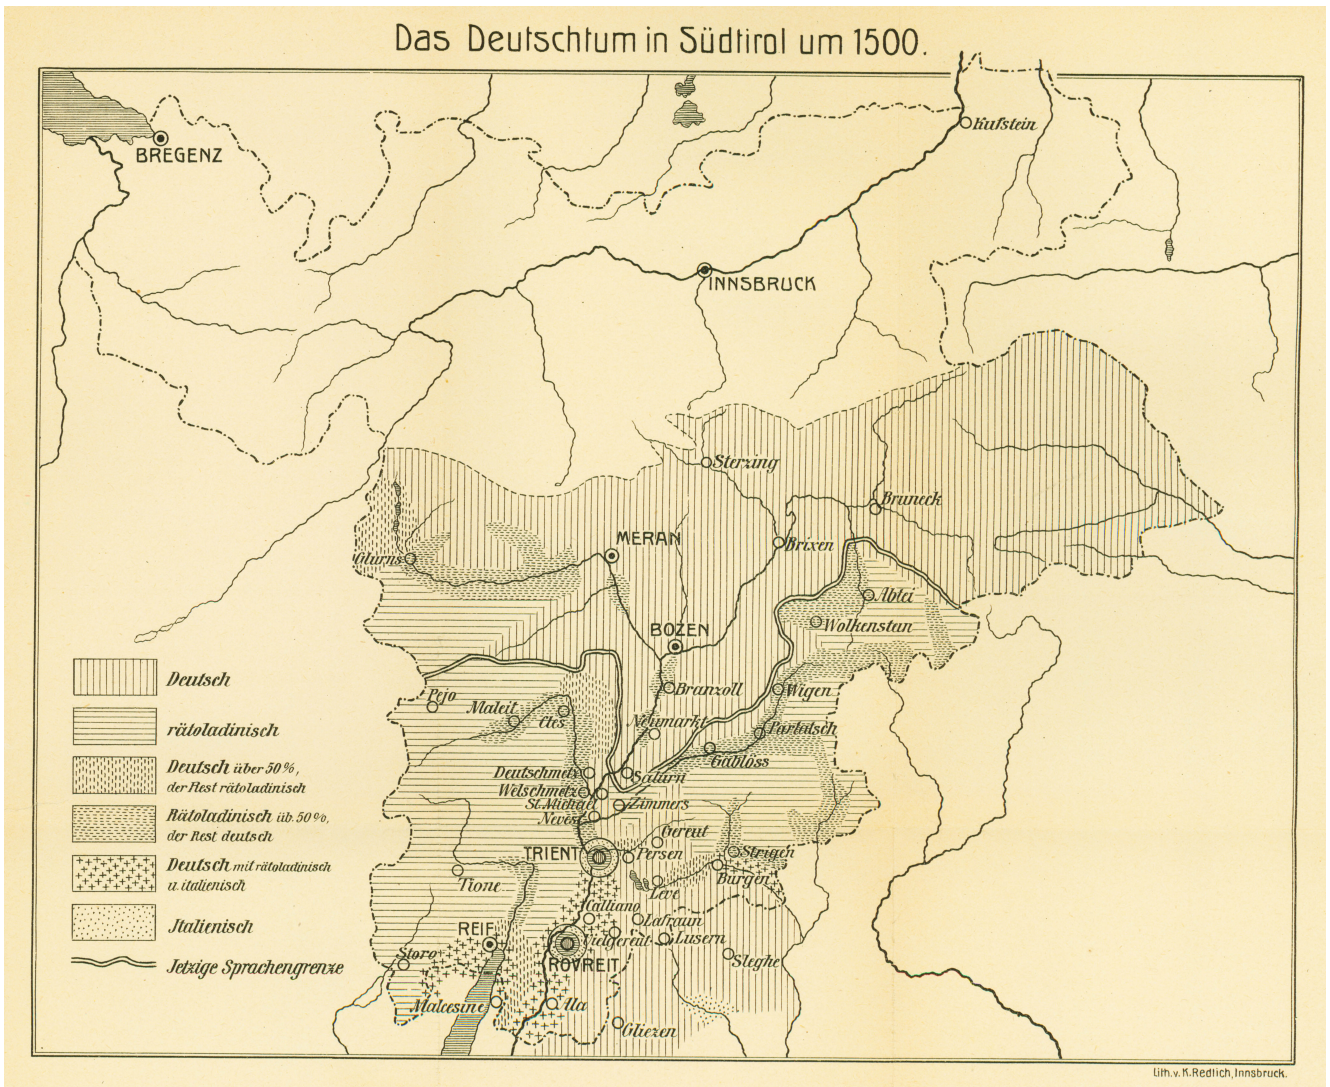 Das Deutschtum in Südtirol um 1500.
Kufstein
BREGENZ
INNSBRUCK
Sterzing
Bruneck
MERAN
Brixen
Glurns
Abtei
Wolkenstan
BOZEN
Branzoll
Wigen
Pejo
Maleit
Cles
Neumarkt
Partatsch
Gablöss
Deutschmetz
Salurn
Welschmetz
St. Michael
Zimmers
Neveis
Gereut
TRIENT
Persen
Strigen
Burgen
Tione
Leve
Calliano
Lafraun
REIF
Vielgereut
Lusern
Storo
ROVREIT
Sleghe
Malcesine
Ala
Gliezen
Deutsch
rätoladinisch
Deutsch über 50%,
der Rest rätoladinisch
Rätoladinisch üb. 50%,
der Rest deutsch
Deutsch mit rätoladinisch
u. italienisch
Italienisch
Jetzige Sprachengrenze
Lith. v. K. Redlich, Innsbruck.